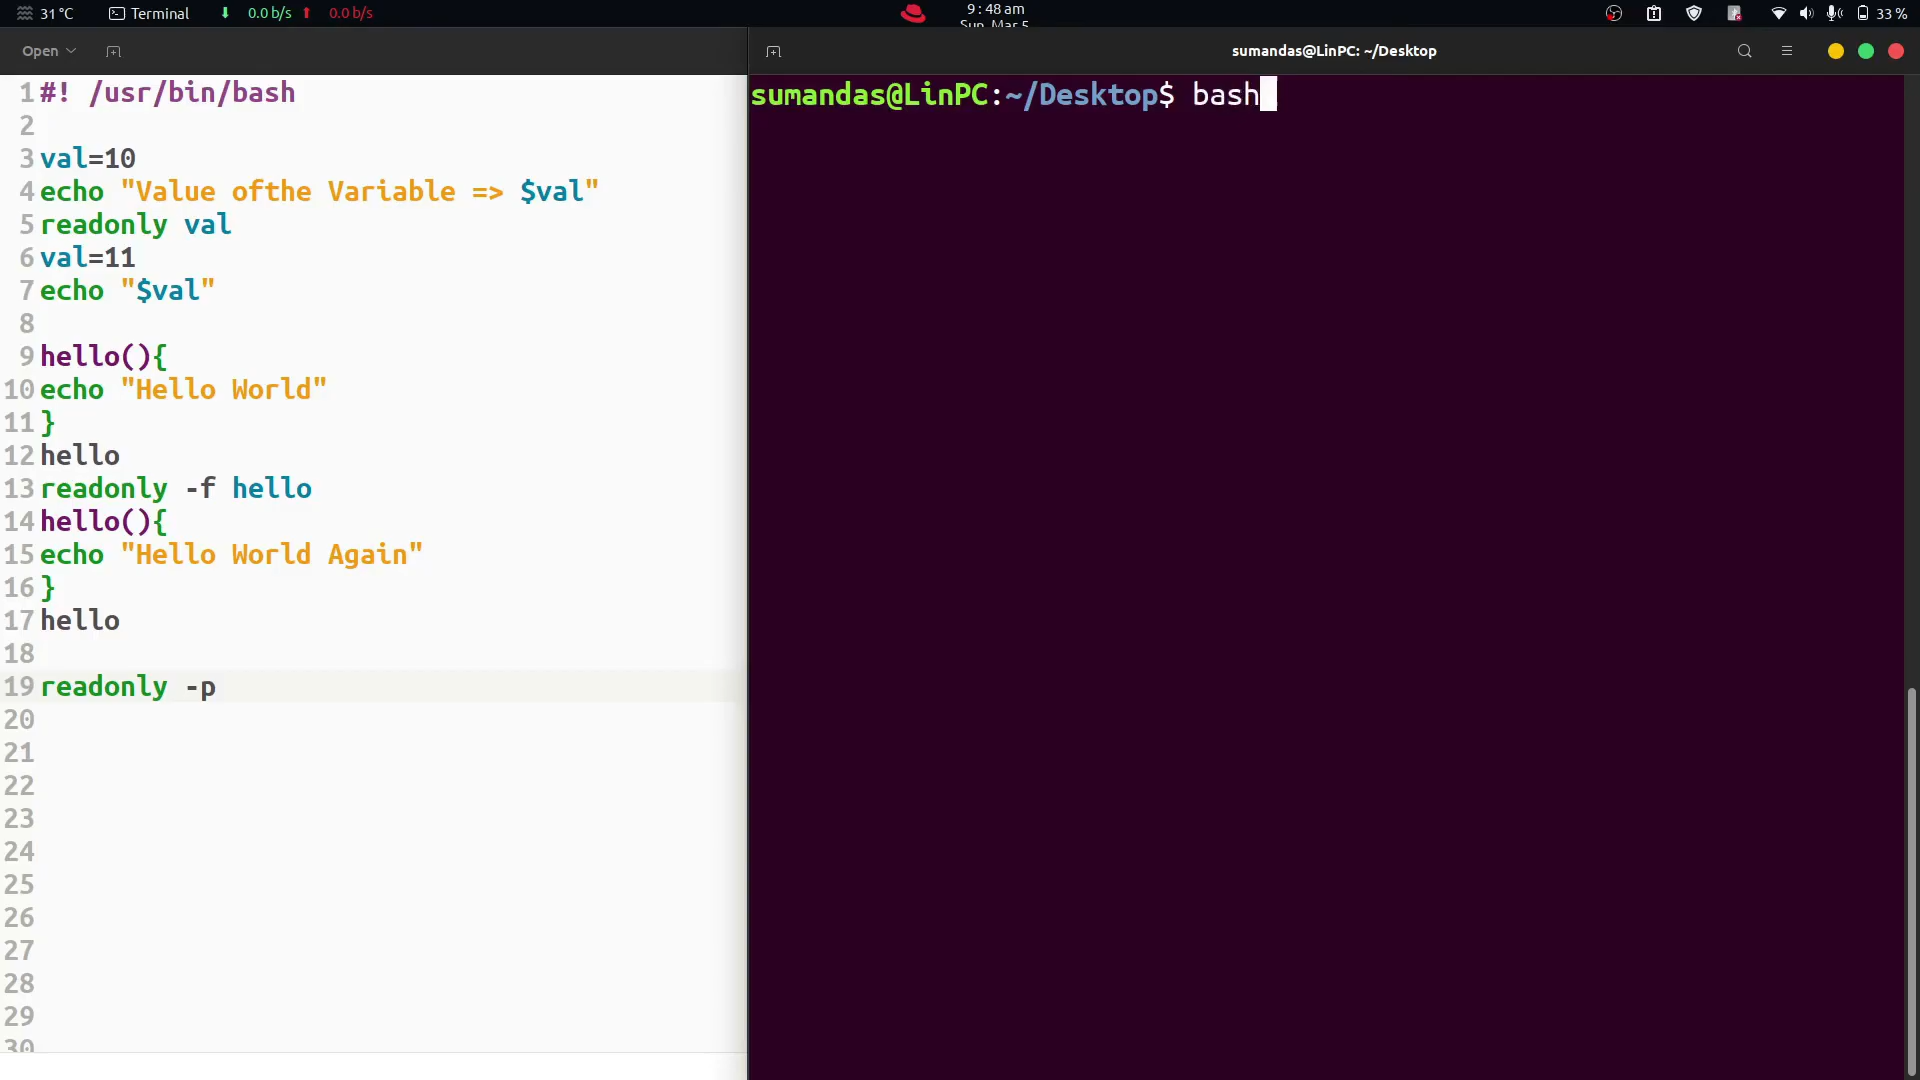 31 °C Terminal 0.0 b/s 0.0 b/s 9 : 48 am 33 %
Sun, Mar 5
Open sumandas@LinPC: ~/Desktop
1 #! /usr/bin/bash
2
3 val=10
4 echo "Value ofthe Variable => $val"
5 readonly val
6 val=11
7 echo "$val"
8
9 hello(){
10 echo "Hello World"
11 }
12 hello
13 readonly -f hello
14 hello(){
15 echo "Hello World Again"
16 }
17 hello
18
19 readonly -p
20
21
22
23
24
25
26
27
28
29
30
sumandas@LinPC:~/Desktop$ bash